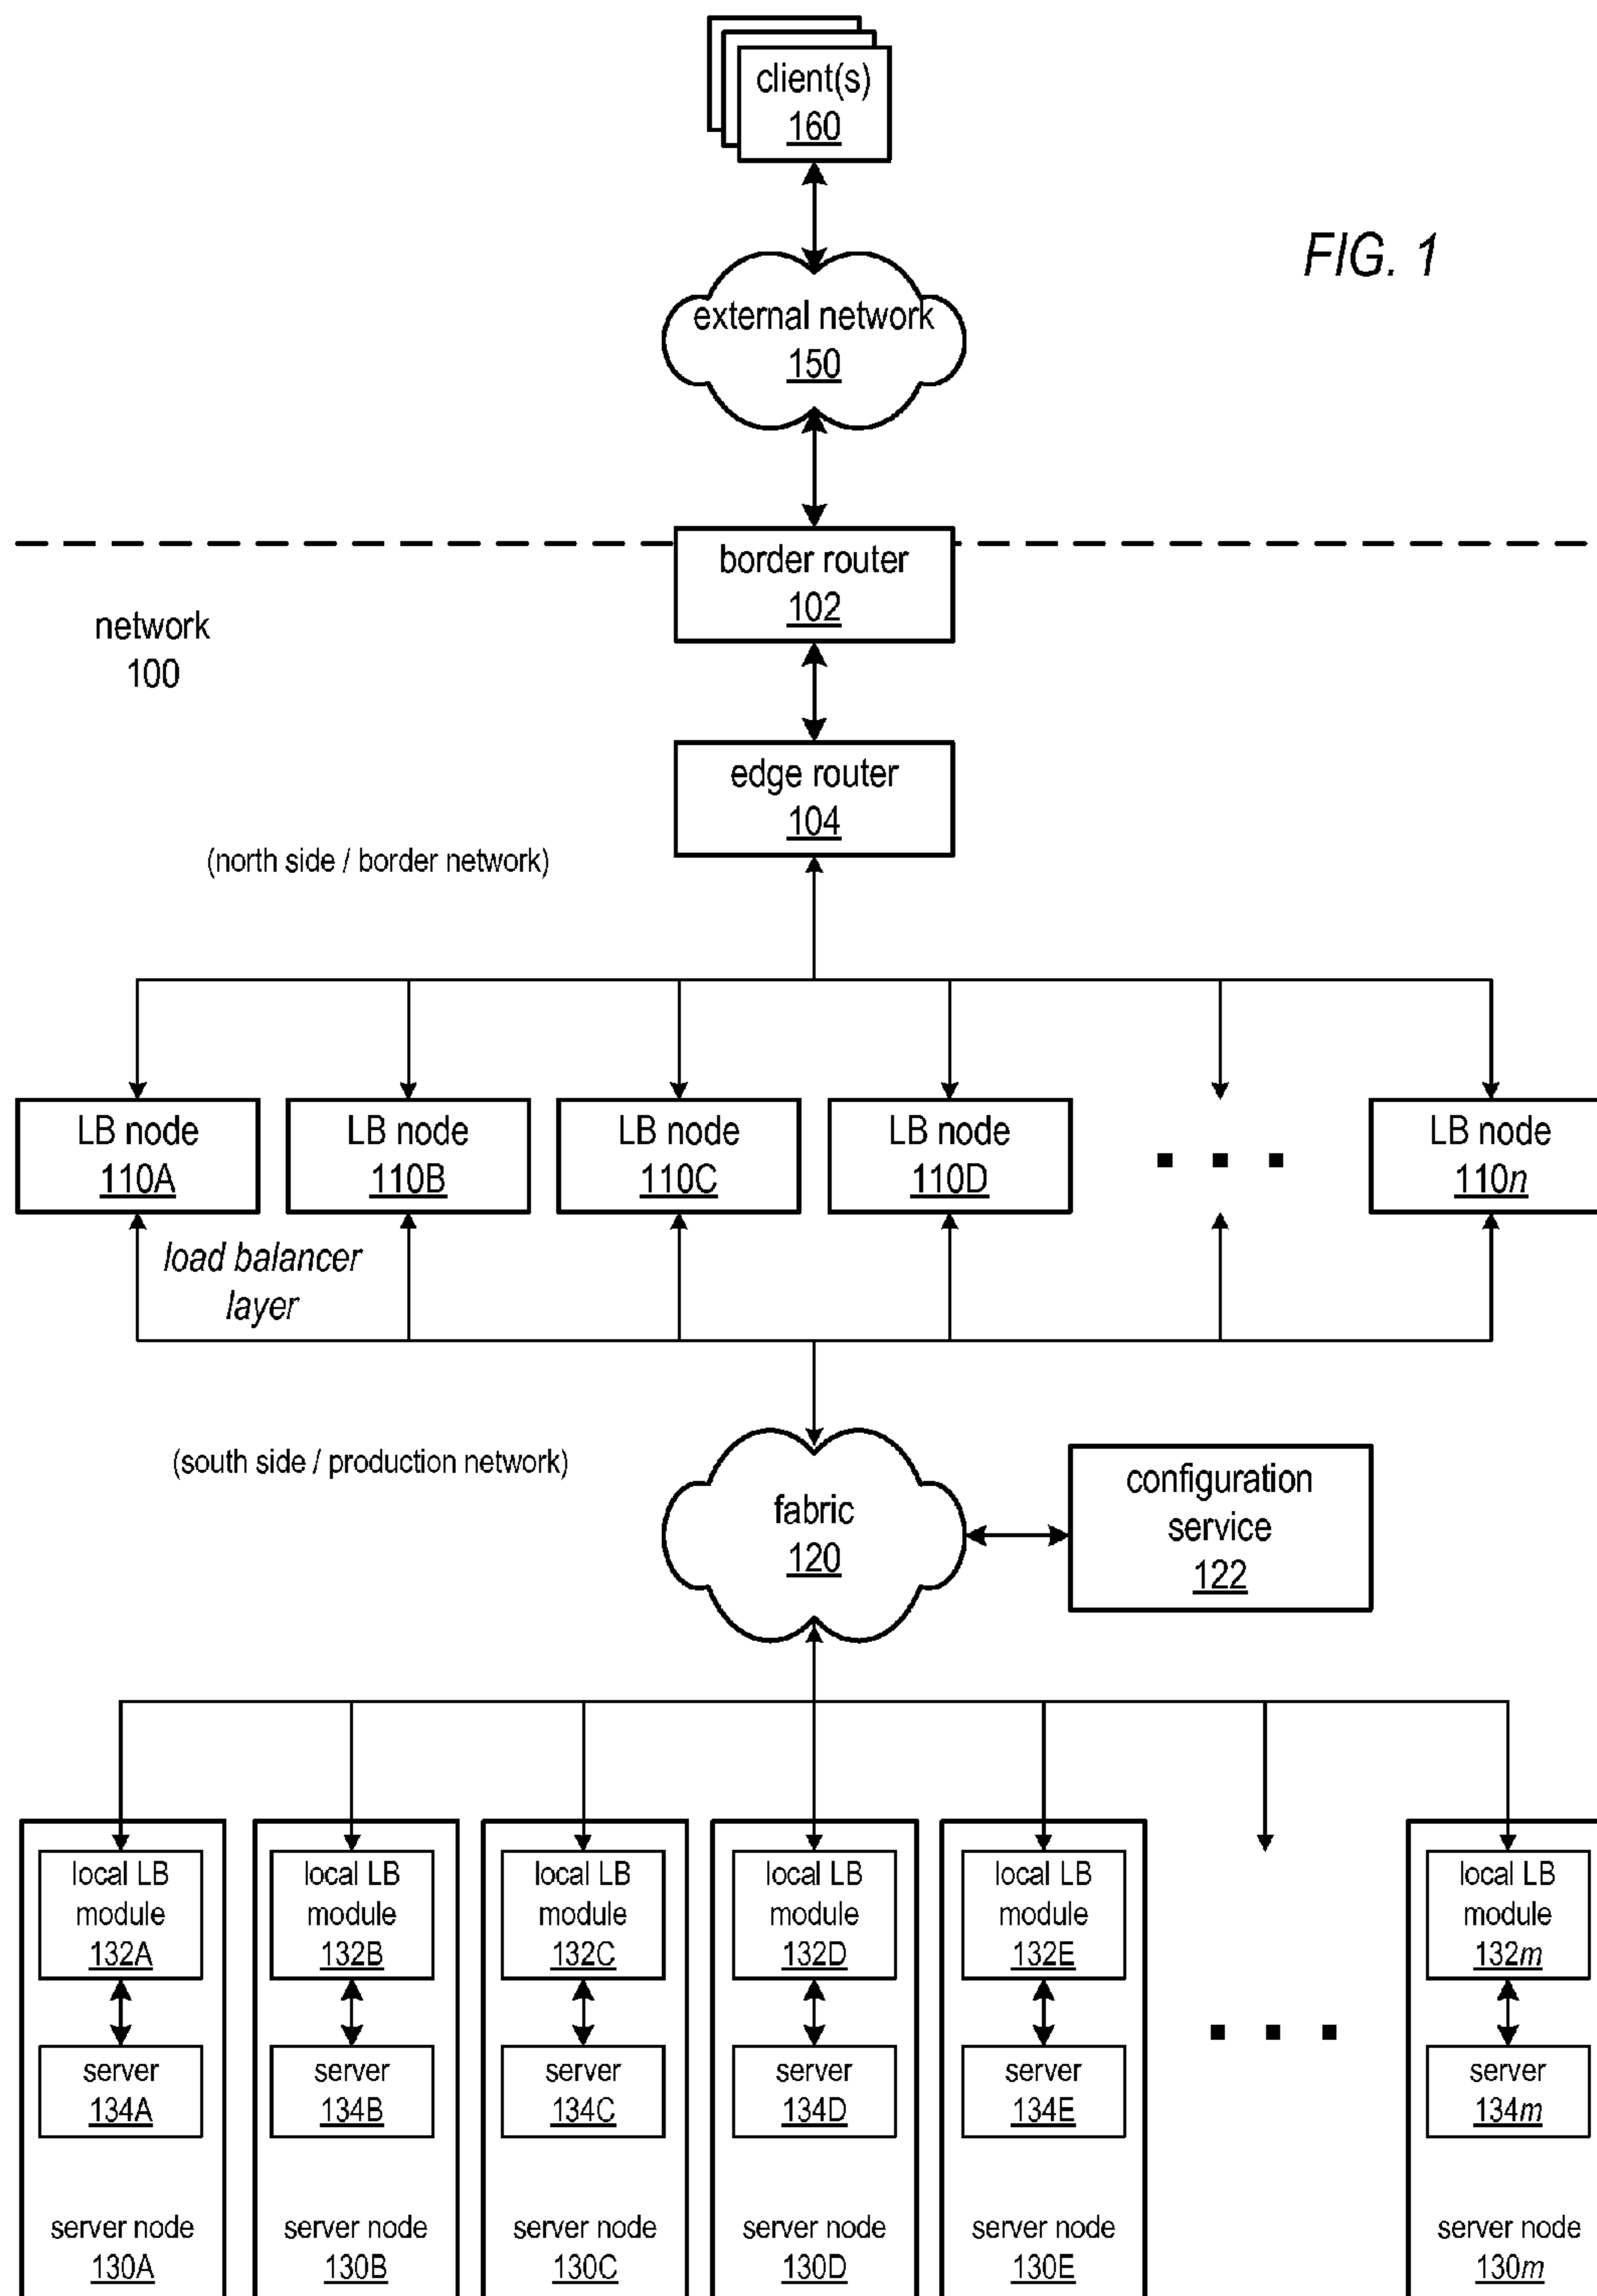 client(s)
160
FIG. 1
external network
150
border router
102
network
100
edge router
104
(north side / border network)
LB node
110A
LB node
110B
LB node
110C
LB node
110D
LB node
110n
load balancer
layer
(south side / production network)
fabric
120
configuration
service
122
local LB
module
132A
server
134A
server node
130A
local LB
module
132B
server
134B
server node
130B
local LB
module
132C
server
134C
server node
130C
local LB
module
132D
server
134D
server node
130D
local LB
module
132E
server
134E
server node
130E
local LB
module
132m
server
134m
server node
130m